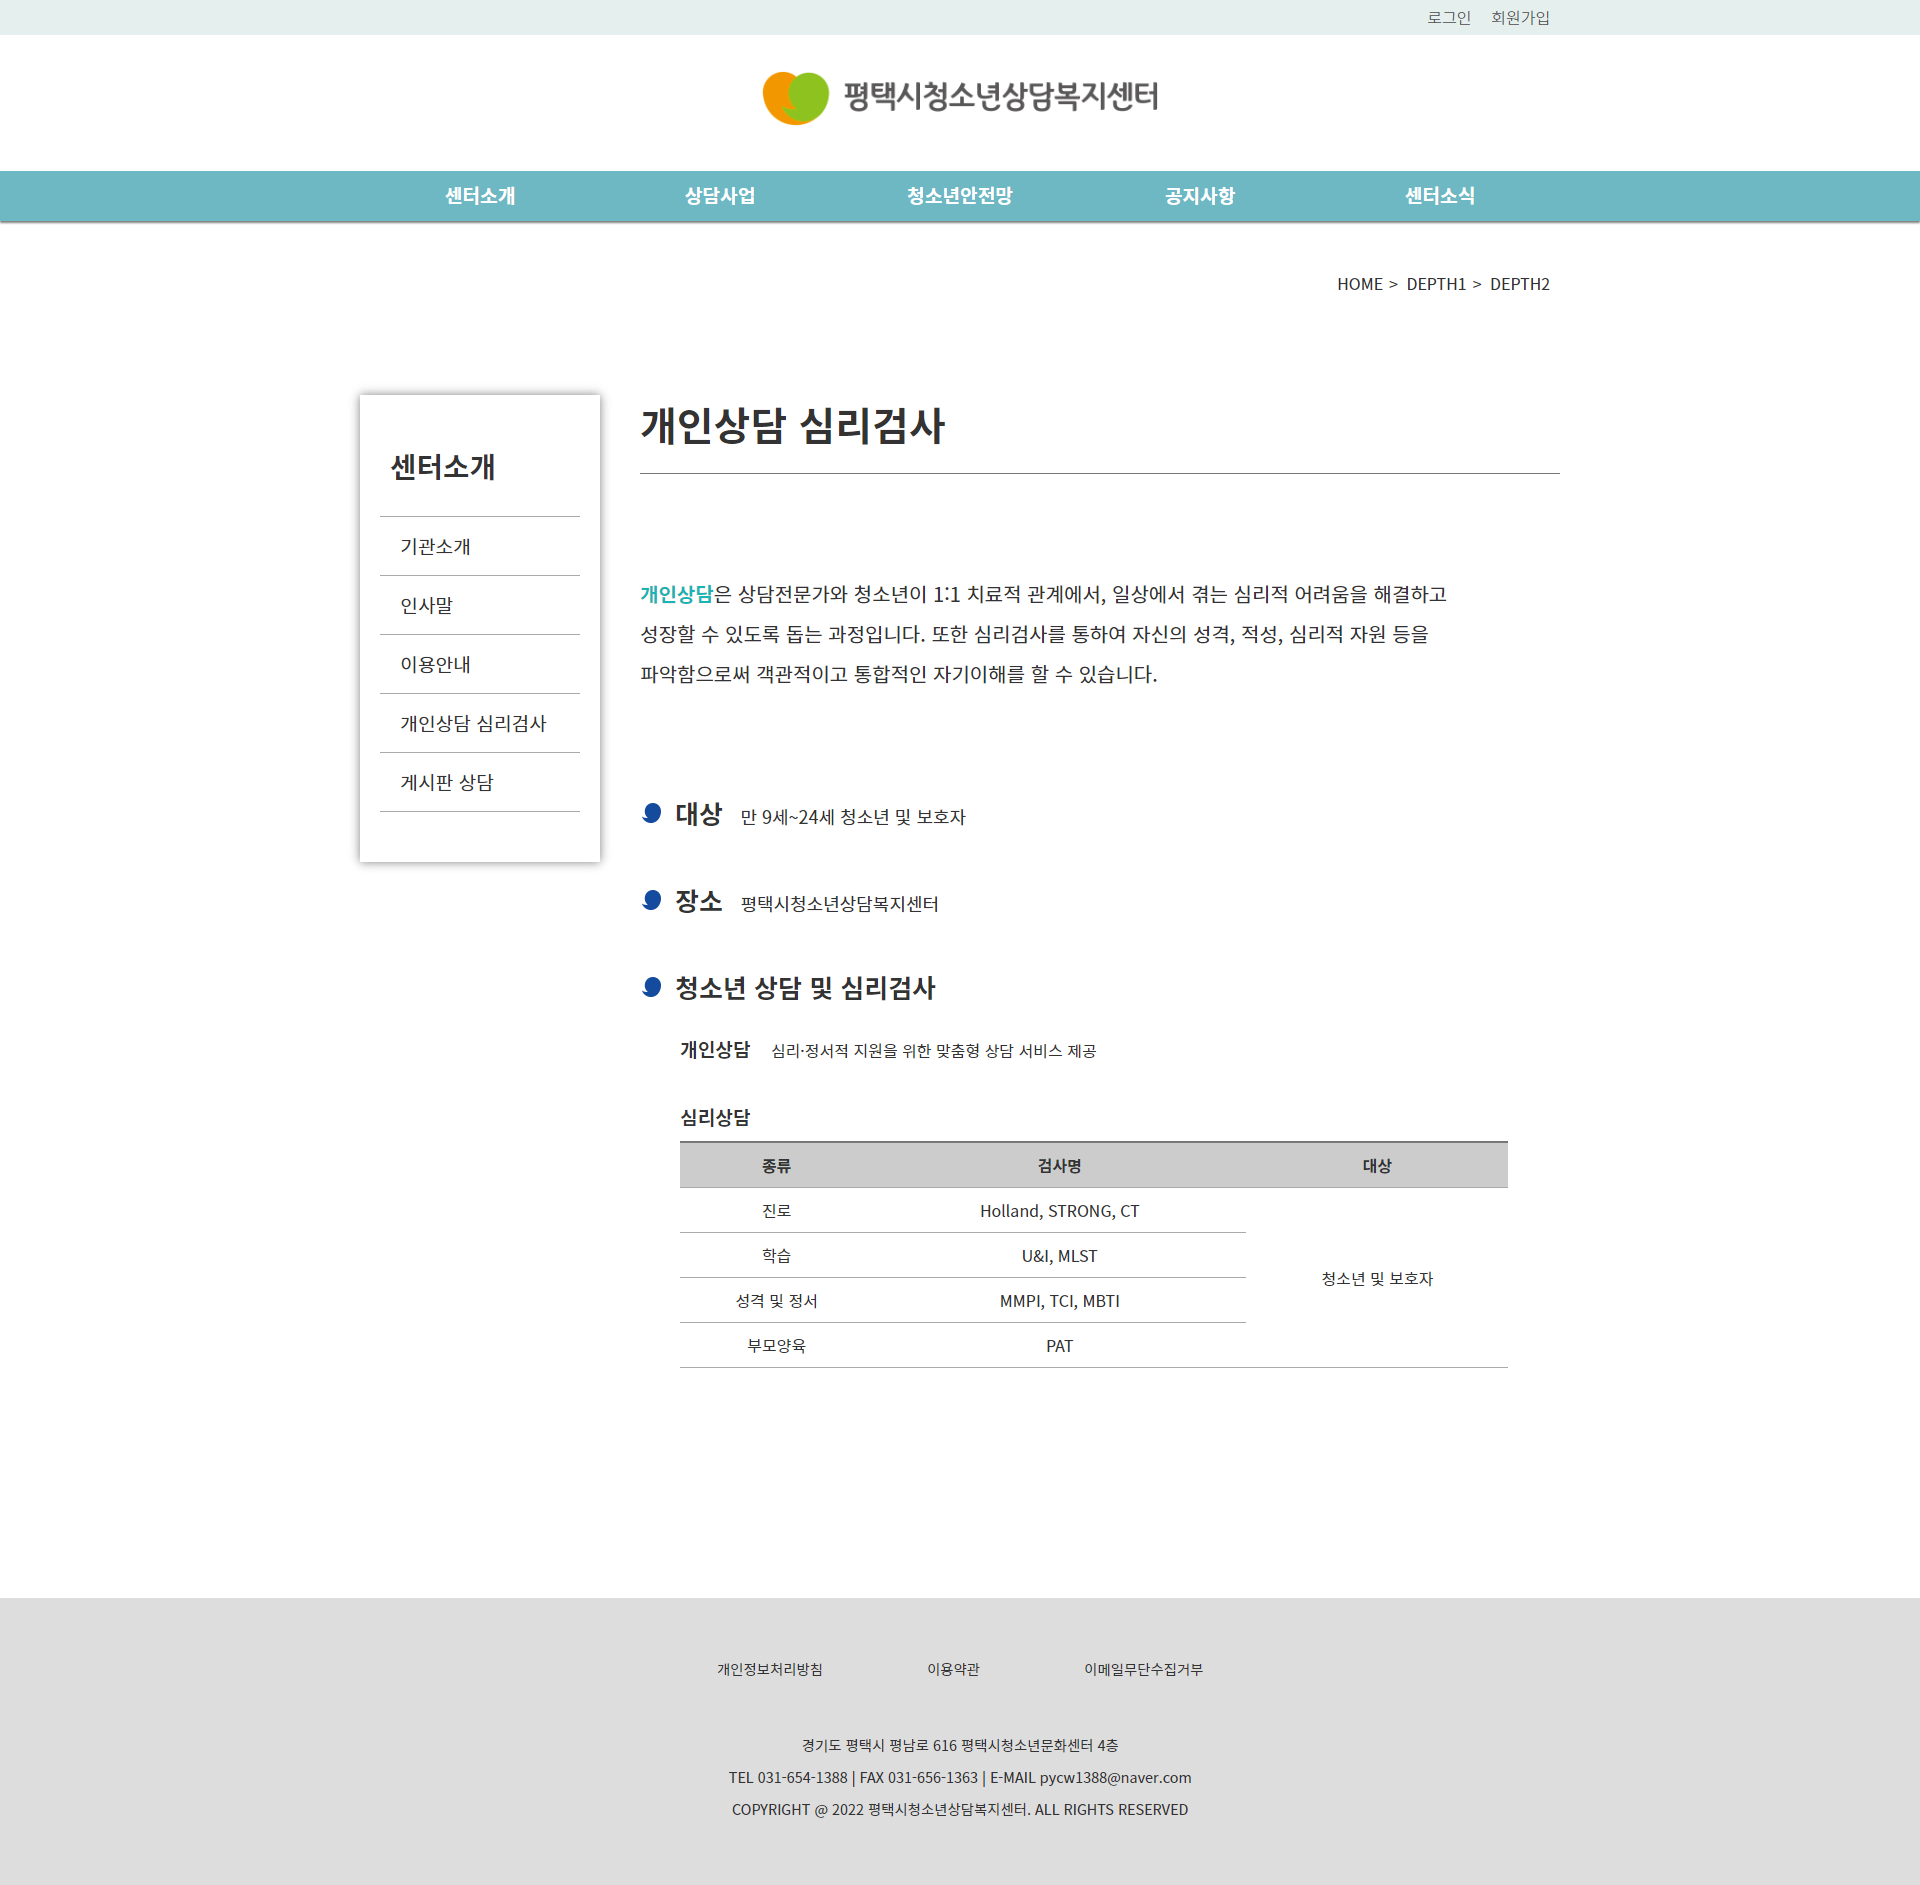 로그인 회원가입
평택시청소년상담복지센터
센터소개 상담사업 청소년안전망 공지사항 센터소식
HOME > DEPTH1 > DEPTH2
센터소개
기관소개
인사말
이용안내
개인상담 심리검사
게시판 상담
개인상담 심리검사
개인상담은 상담전문가와 청소년이 1:1 치료적 관계에서, 일상에서 겪는 심리적 어려움을 해결하고
성장할 수 있도록 돕는 과정입니다. 또한 심리검사를 통하여 자신의 성격, 적성, 심리적 자원 등을
파악함으로써 객관적이고 통합적인 자기이해를 할 수 있습니다.
대상 만 9세~24세 청소년 및 보호자
장소 평택시청소년상담복지센터
청소년 상담 및 심리검사
개인상담 심리·정서적 지원을 위한 맞춤형 상담 서비스 제공
심리상담
종류 검사명 대상
진로 Holland, STRONG, CT
학습 U&I, MLST
청소년 및 보호자
성격 및 정서 MMPI, TCI, MBTI
부모양육 PAT
개인정보처리방침 이용약관 이메일무단수집거부
경기도 평택시 평남로 616 평택시청소년문화센터 4층
TEL 031-654-1388 | FAX 031-656-1363 | E-MAIL pycw1388@naver.com
COPYRIGHT @ 2022 평택시청소년상담복지센터. ALL RIGHTS RESERVED